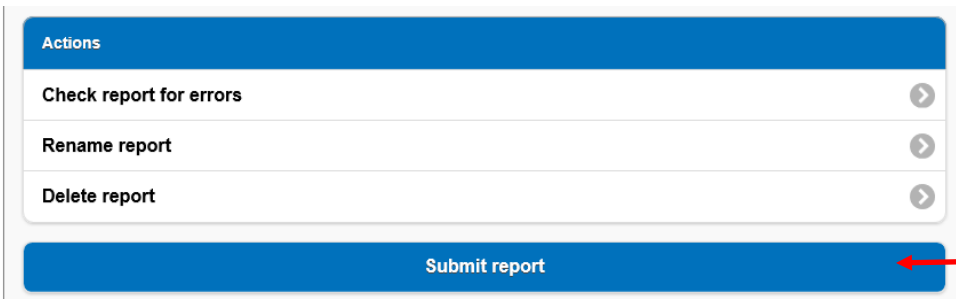 Actions
Check report for errors
Rename report
Delete report
Submit report